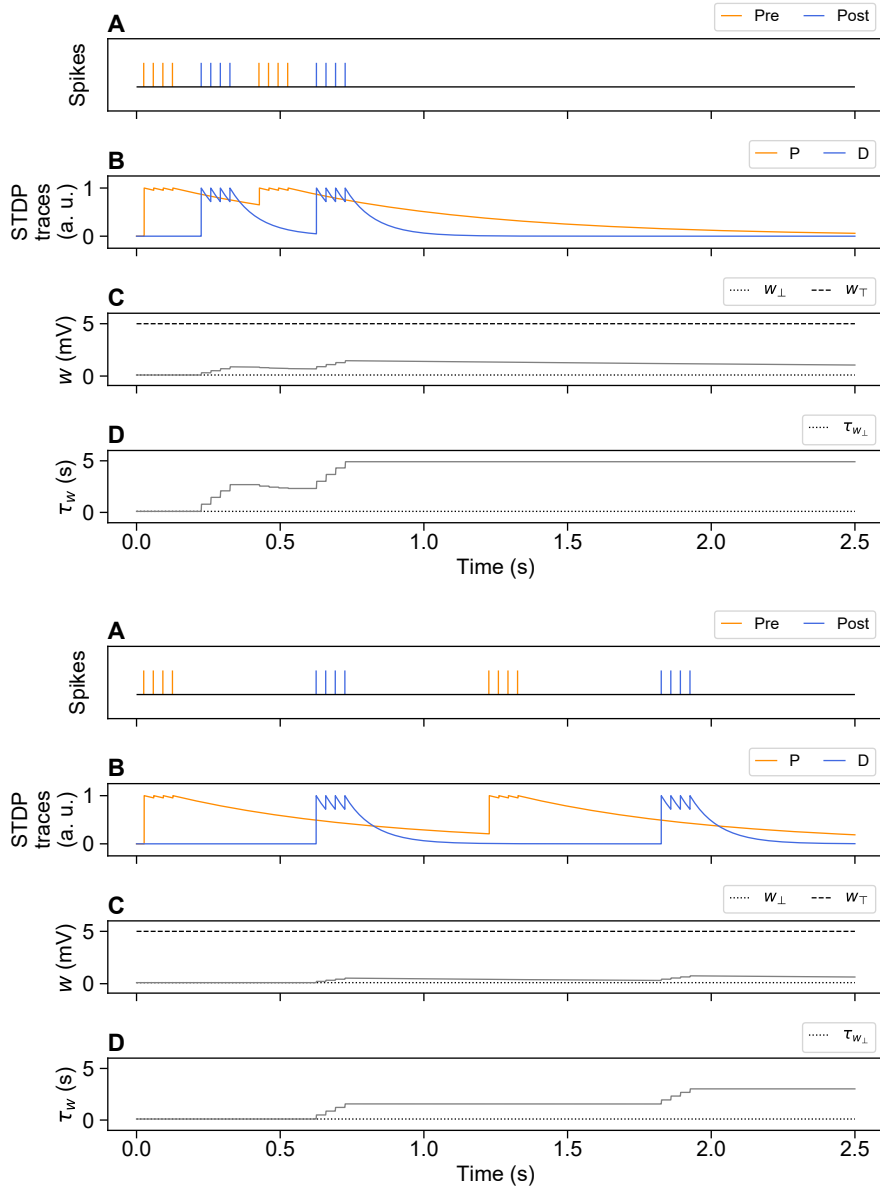 A
Pre Post
Spikes
B
P D
STDP
traces
(a. u.)
1
0
C
w⊥ w⊤
w (mV)
5
0
D
τw⊥
τw (s)
5
0
0.0 0.5 1.0 1.5 2.0 2.5
Time (s)
A
Pre Post
Spikes
B
P D
STDP
traces
(a. u.)
1
0
C
w⊥ w⊤
w (mV)
5
0
D
τw⊥
τw (s)
5
0
0.0 0.5 1.0 1.5 2.0 2.5
Time (s)